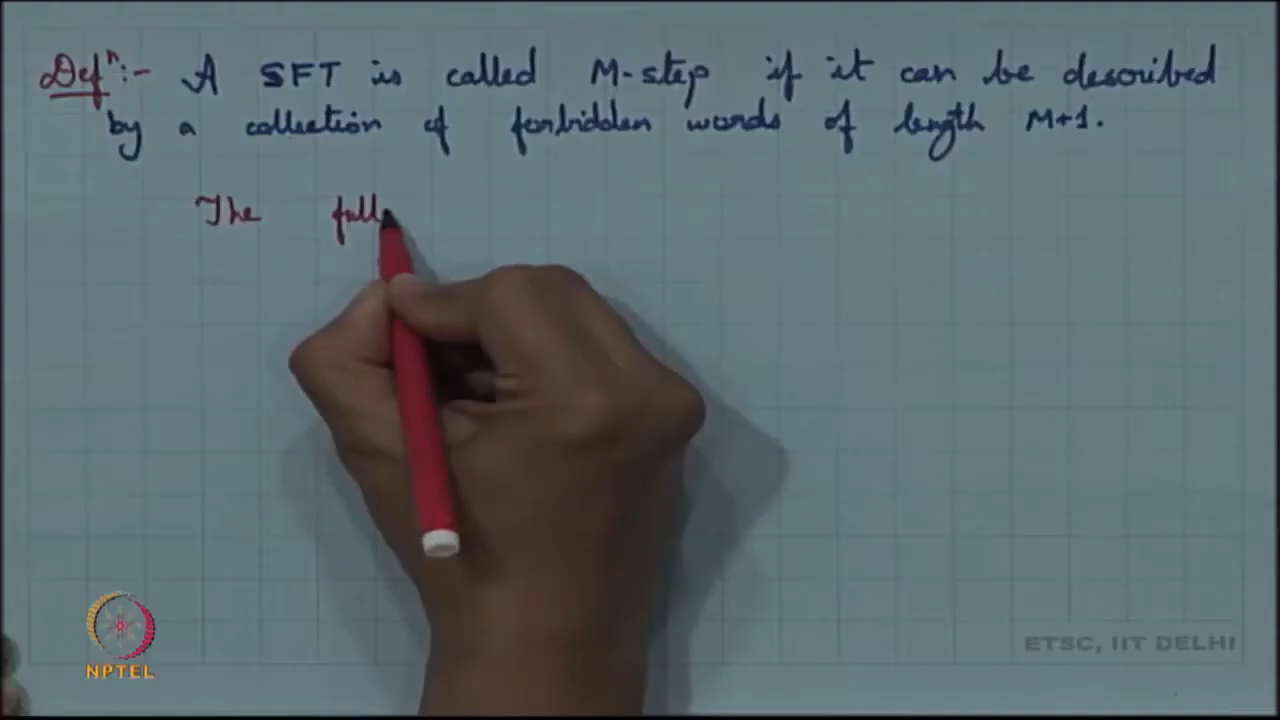 Defⁿ:- A SFT is called M-step if it can be described
by a collection of forbidden words of length M+1.
The full
NPTEL
ETSC, IIT DELHI